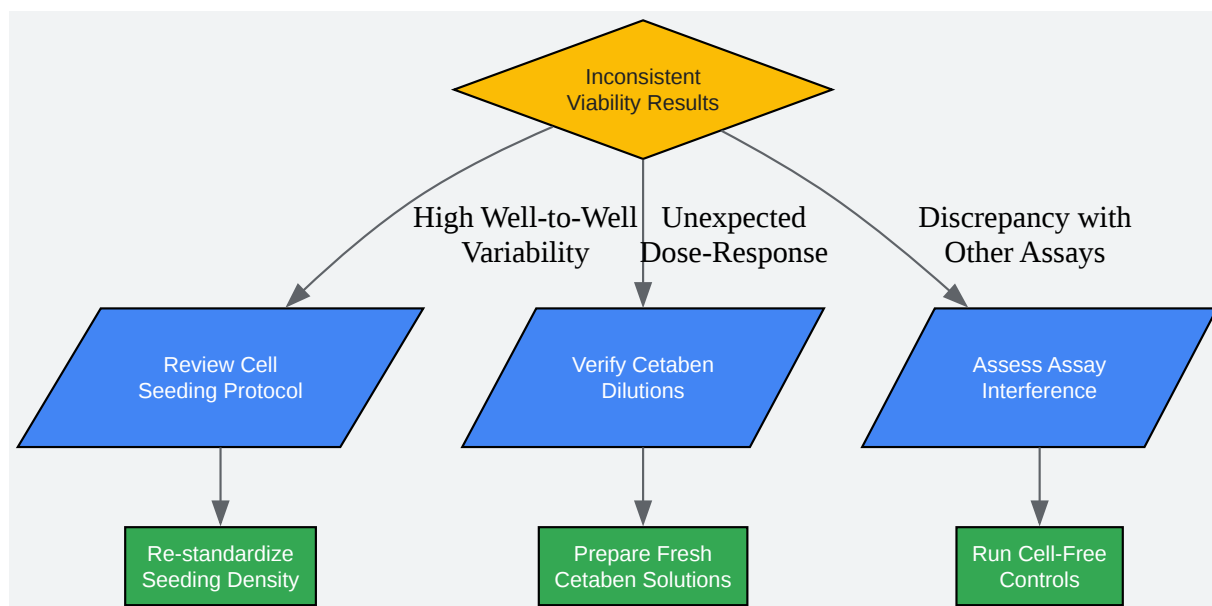 Inconsistent
Viability Results
High Well-to-Well
Variability
Unexpected
Dose-Response
Discrepancy with
Other Assays
Review Cell
Seeding Protocol
Verify Cetaben
Dilutions
Assess Assay
Interference
Re-standardize
Seeding Density
Prepare Fresh
Cetaben Solutions
Run Cell-Free
Controls